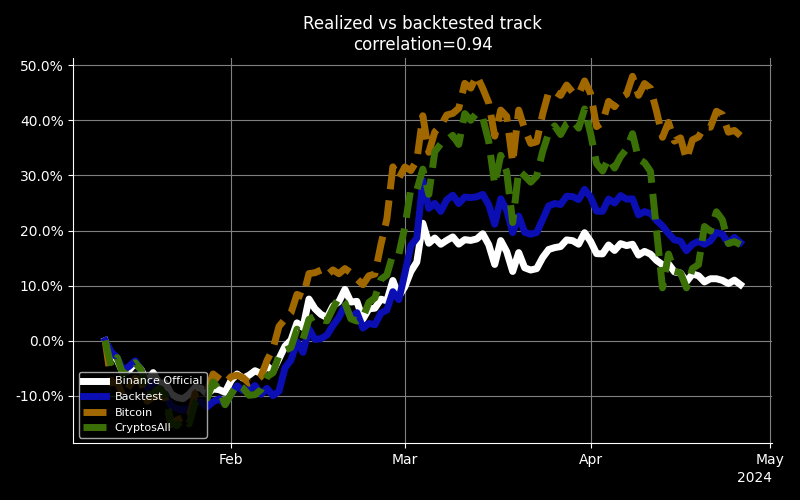 Realized vs backtested track
correlation=0.94
50.0%
40.0%
30.0%
20.0%
10.0%
0.0%
-10.0%
Binance Official
Backtest
Bitcoin
CryptosAll
Feb
Mar
Apr
May
2024